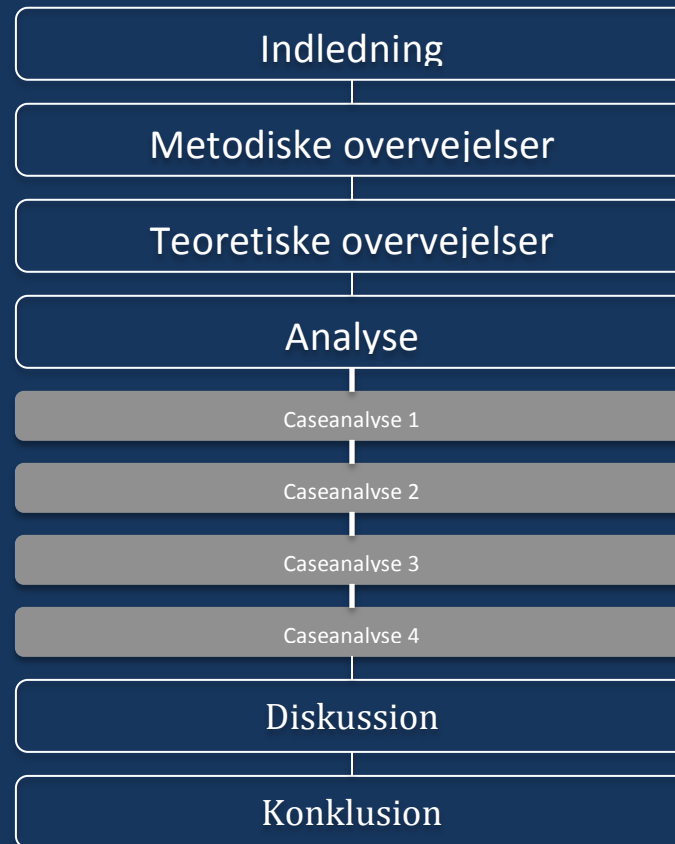 Indledning
Metodiske overvejelser
Teoretiske overvejelser
Analyse
Caseanalyse 1
Caseanalyse 2
Caseanalyse 3
Caseanalyse 4
Diskussion
Konklusion